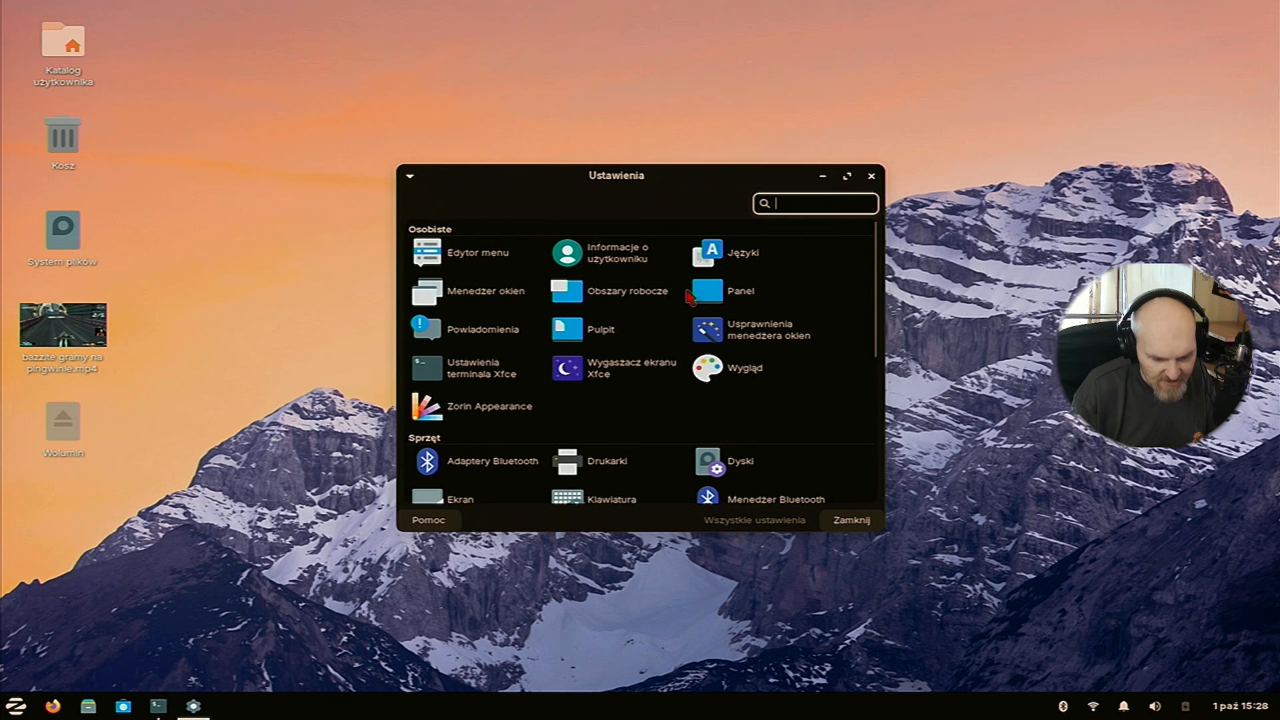 Katalog
użytkownika
Kosz
System plików
bazzite gramy na
pingwinie.mp4
Wolumin
Ustawienia
Osobiste
Edytor menu
Informacje o
użytkowniku
Języki
Menedżer okien
Obszary robocze
Panel
Powiadomienia
Pulpit
Usprawnienia
menedżera okien
Ustawienia
terminala Xfce
Wygaszacz ekranu
Xfce
Wygląd
Zorin Appearance
Sprzęt
Adaptery Bluetooth
Drukarki
Dyski
Ekran
Klawiatura
Menedżer Bluetooth
Pomoc
Wszystkie ustawienia
Zamknij
1 paź 15:28